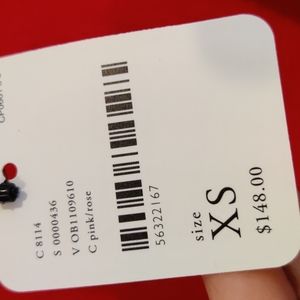 C 8114
S 0000436
V OB1109610
C pink/rose
56322167
size
XS
$148.00